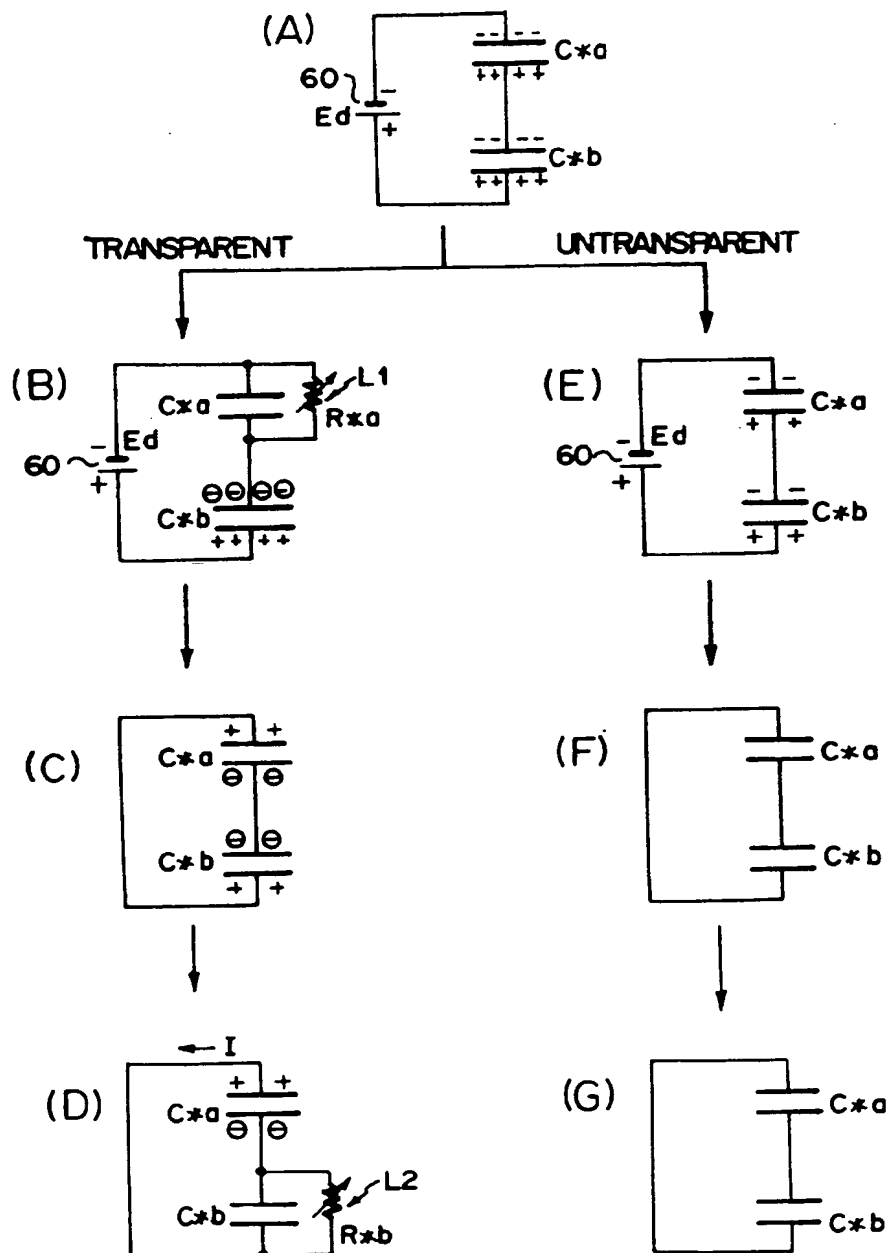 (A)
-- --
C*a
60
-
++ ++
Ed
+
-- --
C*b
++ ++
TRANSPARENT
UNTRANSPARENT
(B)
L1
C*a
R*a
-
Ed
60
+
⊖⊖ ⊖⊖
C*b
++ ++
(E)
- -
C*a
+ +
-
Ed
60
+
- -
C*b
+ +
(C)
+ +
C*a
⊖ ⊖
⊖ ⊖
C*b
+ +
(F)
C*a
C*b
← I
(D)
+ +
C*a
⊖ ⊖
L2
C*b
R*b
(G)
C*a
C*b